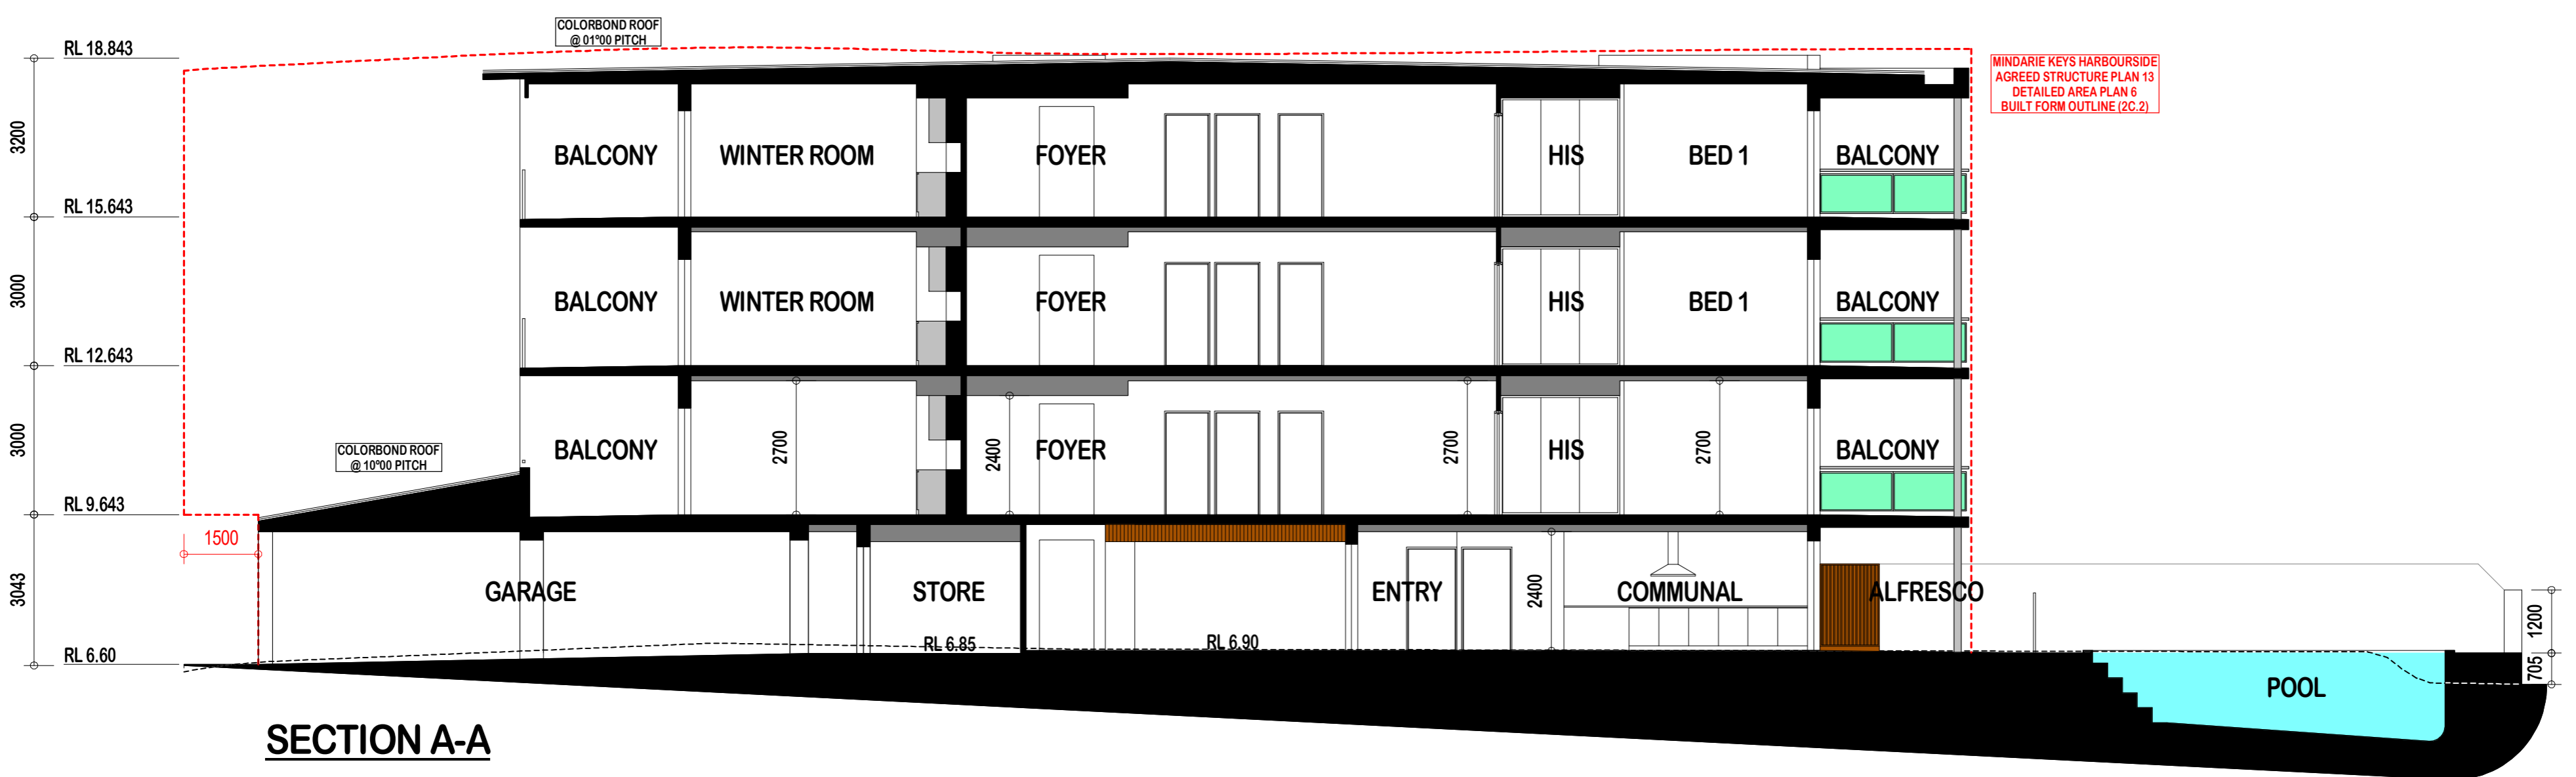 COLORBOND ROOF
@ 01°00 PITCH
RL 18.843
MINDARIE KEYS HARBOURSIDE
AGREED STRUCTURE PLAN 13
DETAILED AREA PLAN 6
BUILT FORM OUTLINE (2C.2)
3200
BALCONY
WINTER ROOM
FOYER
HIS
BED 1
BALCONY
RL 15.643
3000
BALCONY
WINTER ROOM
FOYER
HIS
BED 1
BALCONY
RL 12.643
3000
COLORBOND ROOF
@ 10°00 PITCH
BALCONY
2700
2400
FOYER
2700
HIS
2700
BALCONY
RL 9.643
1500
3043
GARAGE
STORE
ENTRY
2400
COMMUNAL
ALFRESCO
1200
RL 6.85
RL 6.90
RL 6.60
705
POOL
SECTION A-A